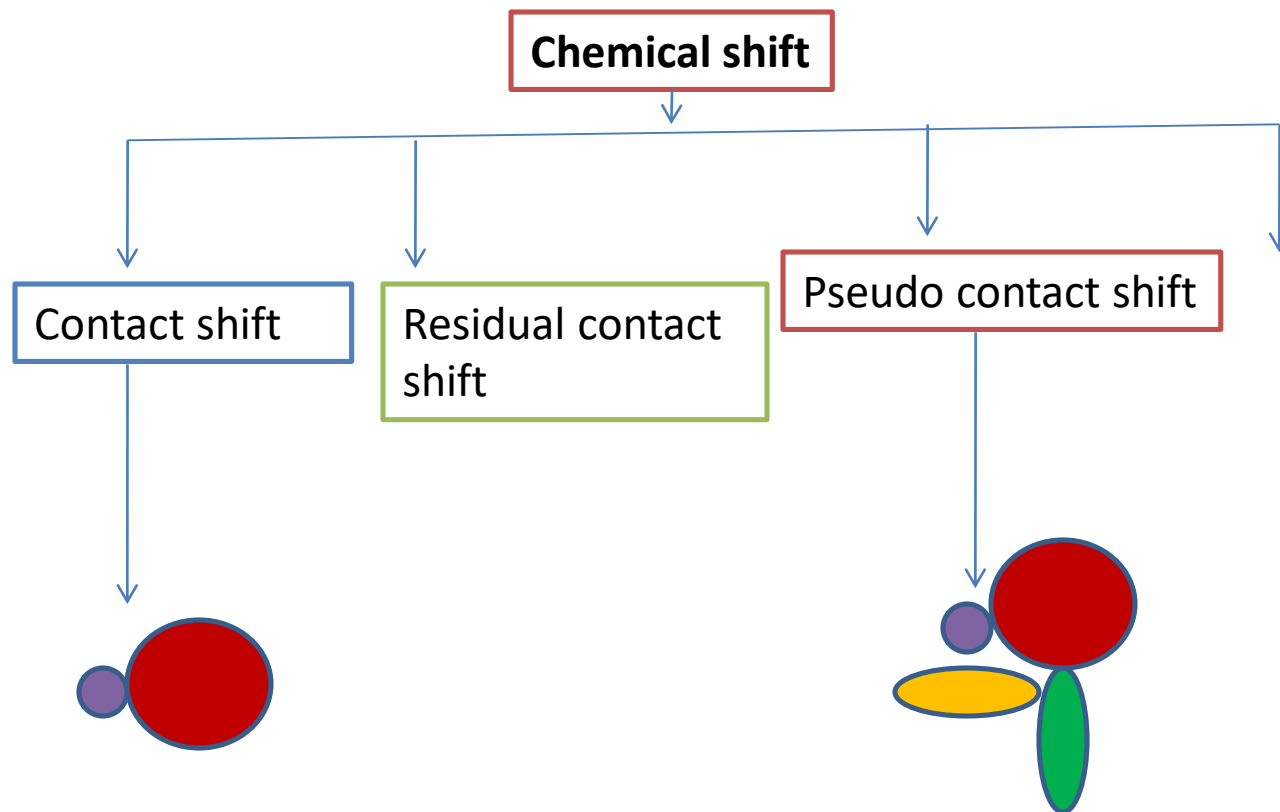 Chemical shift
Contact shift
Residual contact
shift
Pseudo contact shift